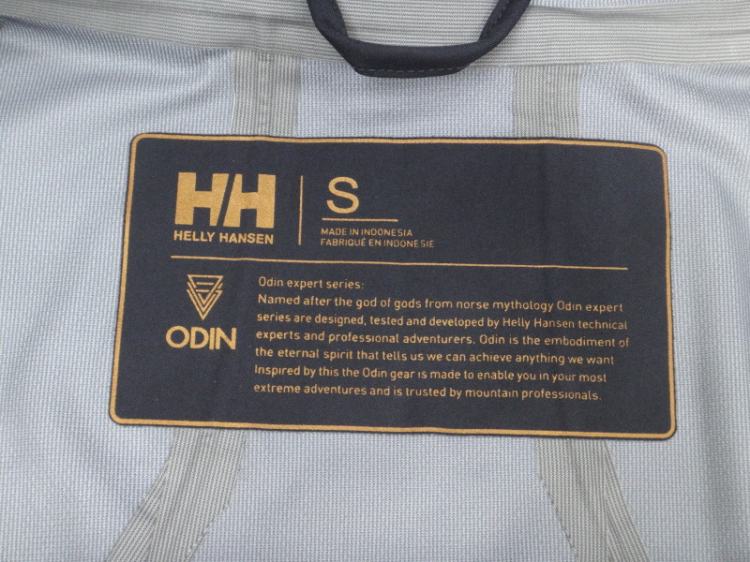 HH
HELLY HANSEN
S
MADE IN INDONESIA
FABRIQUÉ EN INDONESIE
ODIN
Odin expert series:
Named after the god of gods from norse mythology Odin expert
series are designed, tested and developed by Helly Hansen technical
experts and professional adventurers. Odin is the embodiment of
the eternal spirit that tells us we can achieve anything we want
Inspired by this the Odin gear is made to enable you in your most
extreme adventures and is trusted by mountain professionals.